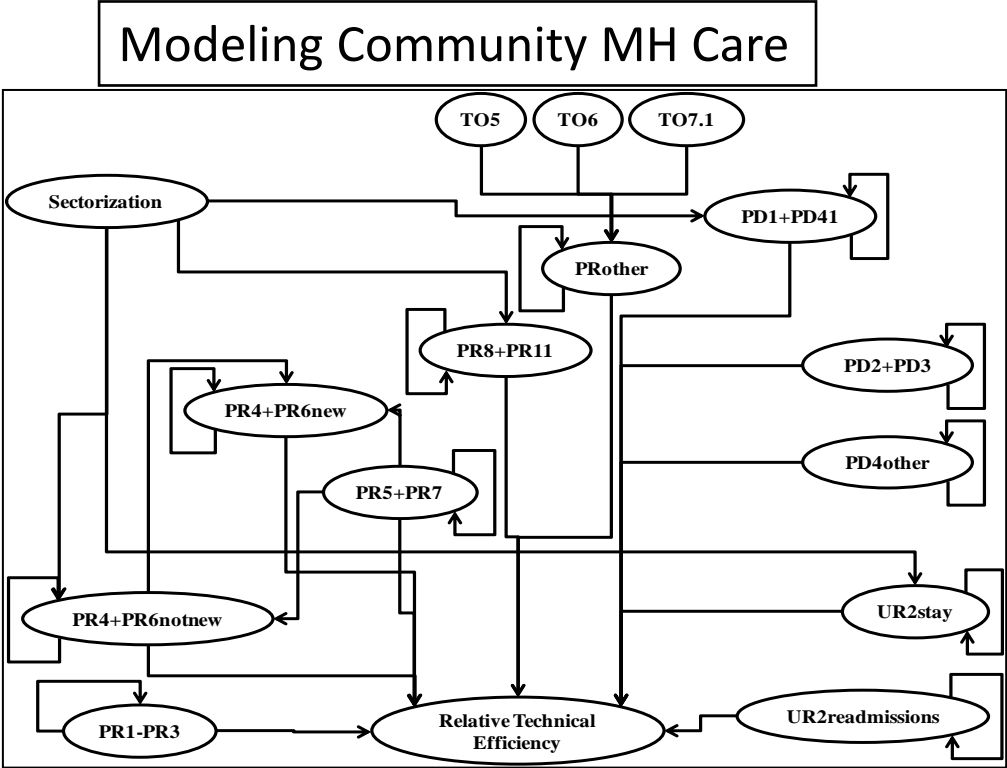 Modeling Community MH Care
TO5
TO6
TO7.1
Sectorization
PD1+PD41
PRother
PR8+PR11
PD2+PD3
PR4+PR6new
PD4other
PR5+PR7
PR4+PR6notnew
UR2stay
PR1-PR3
Relative Technical
Efficiency
UR2readmissions